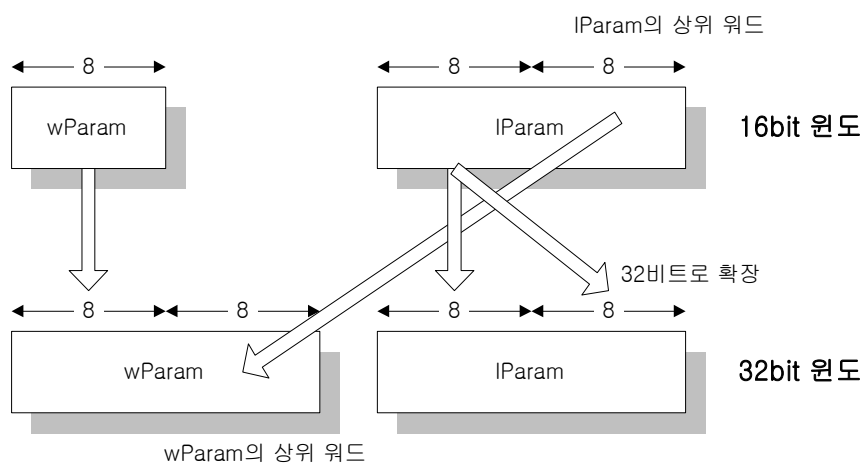 lParam의 상위 워드
8
8
8
wParam
lParam
16bit 윈도
32비트로 확장
8
8
8
8
wParam
lParam
32bit 윈도
wParam의 상위 워드